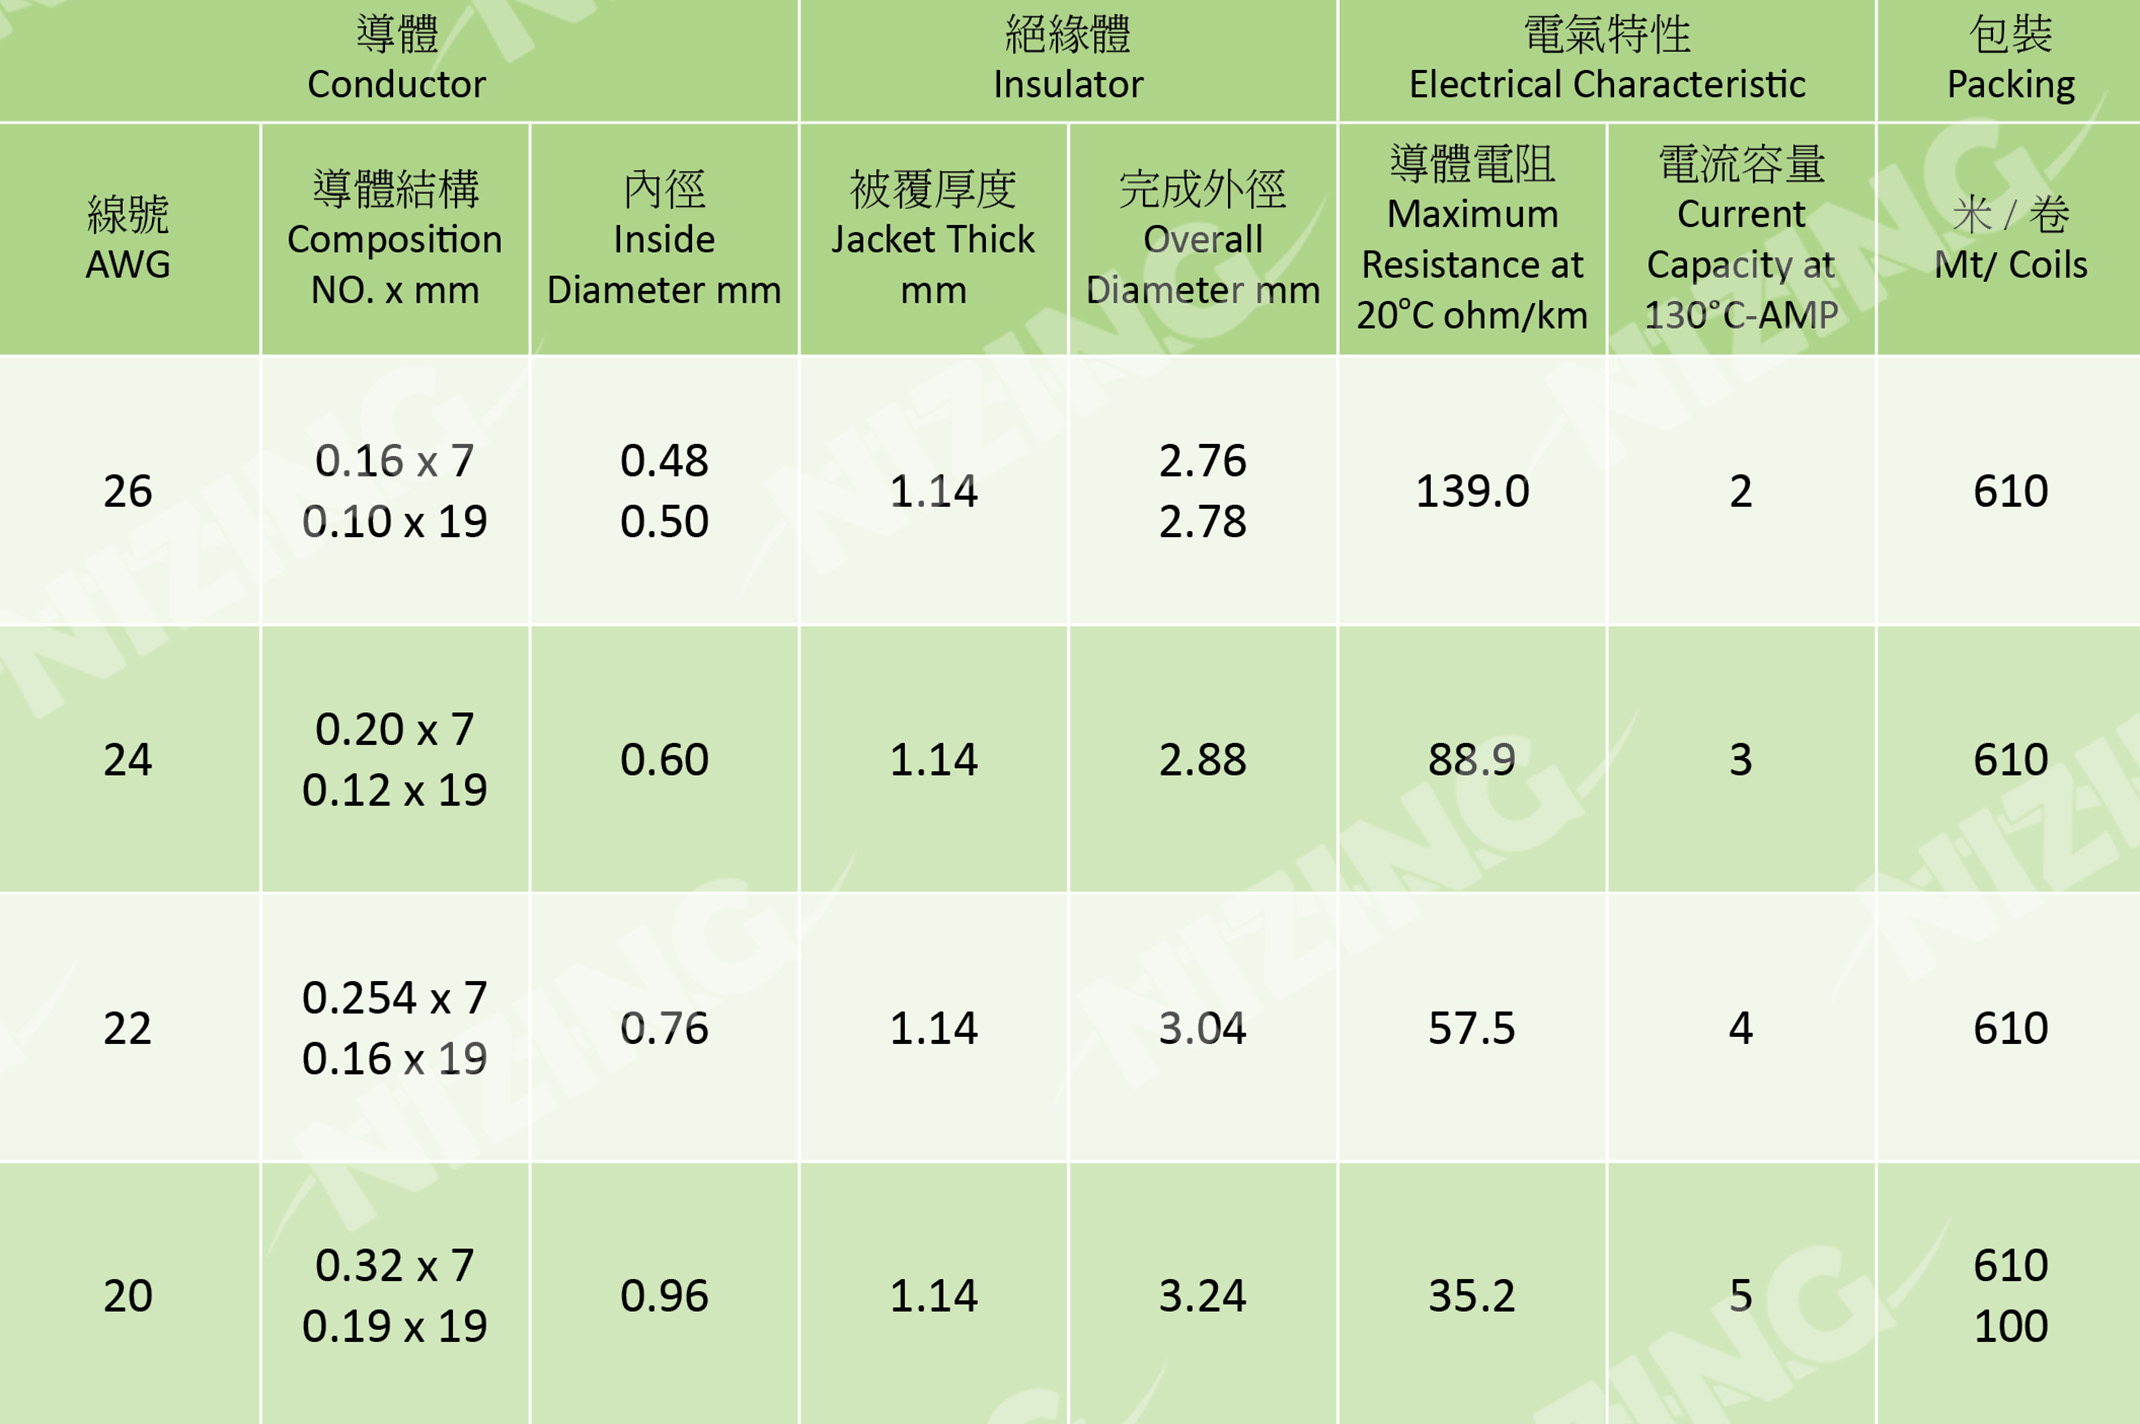 導體
Conductor
絕緣體
Insulator
電氣特性
Electrical Characteristic
包裝
Packing
線號
AWG
導體結構
Composition
NO. x mm
內徑
Inside
Diameter mm
被覆厚度
Jacket Thick
mm
完成外徑
Overall
Diameter mm
導體電阻
Maximum
Resistance at
20°C ohm/km
電流容量
Current
Capacity at
130°C-AMP
米 / 卷
Mt/ Coils
26
0.16 x 7
0.10 x 19
0.48
0.50
1.14
2.76
2.78
139.0
2
610
24
0.20 x 7
0.12 x 19
0.60
1.14
2.88
88.9
3
610
22
0.254 x 7
0.16 x 19
0.76
1.14
3.04
57.5
4
610
20
0.32 x 7
0.19 x 19
0.96
1.14
3.24
35.2
5
610
100
NIZING
NIZING
NIZING
NIZING
NIZING
NIZING
NIZING